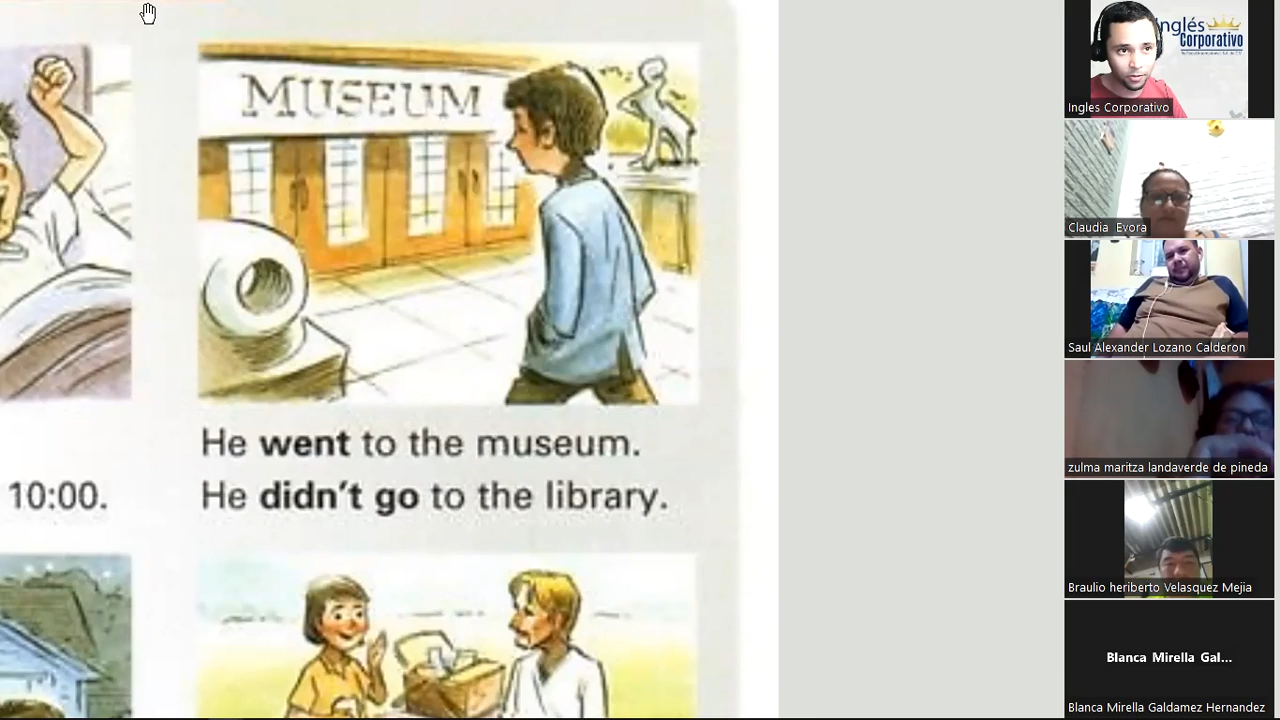 MUSEUM
He went to the museum.
He didn't go to the library.
10:00.
Inglés
Corporativo
Ingles Corporativo
Claudia Evora
Saul Alexander Lozano Calderon
zulma maritza landaverde de pineda
Braulio heriberto Velasquez Mejia
Blanca Mirella Gal...
Blanca Mirella Galdamez Hernandez